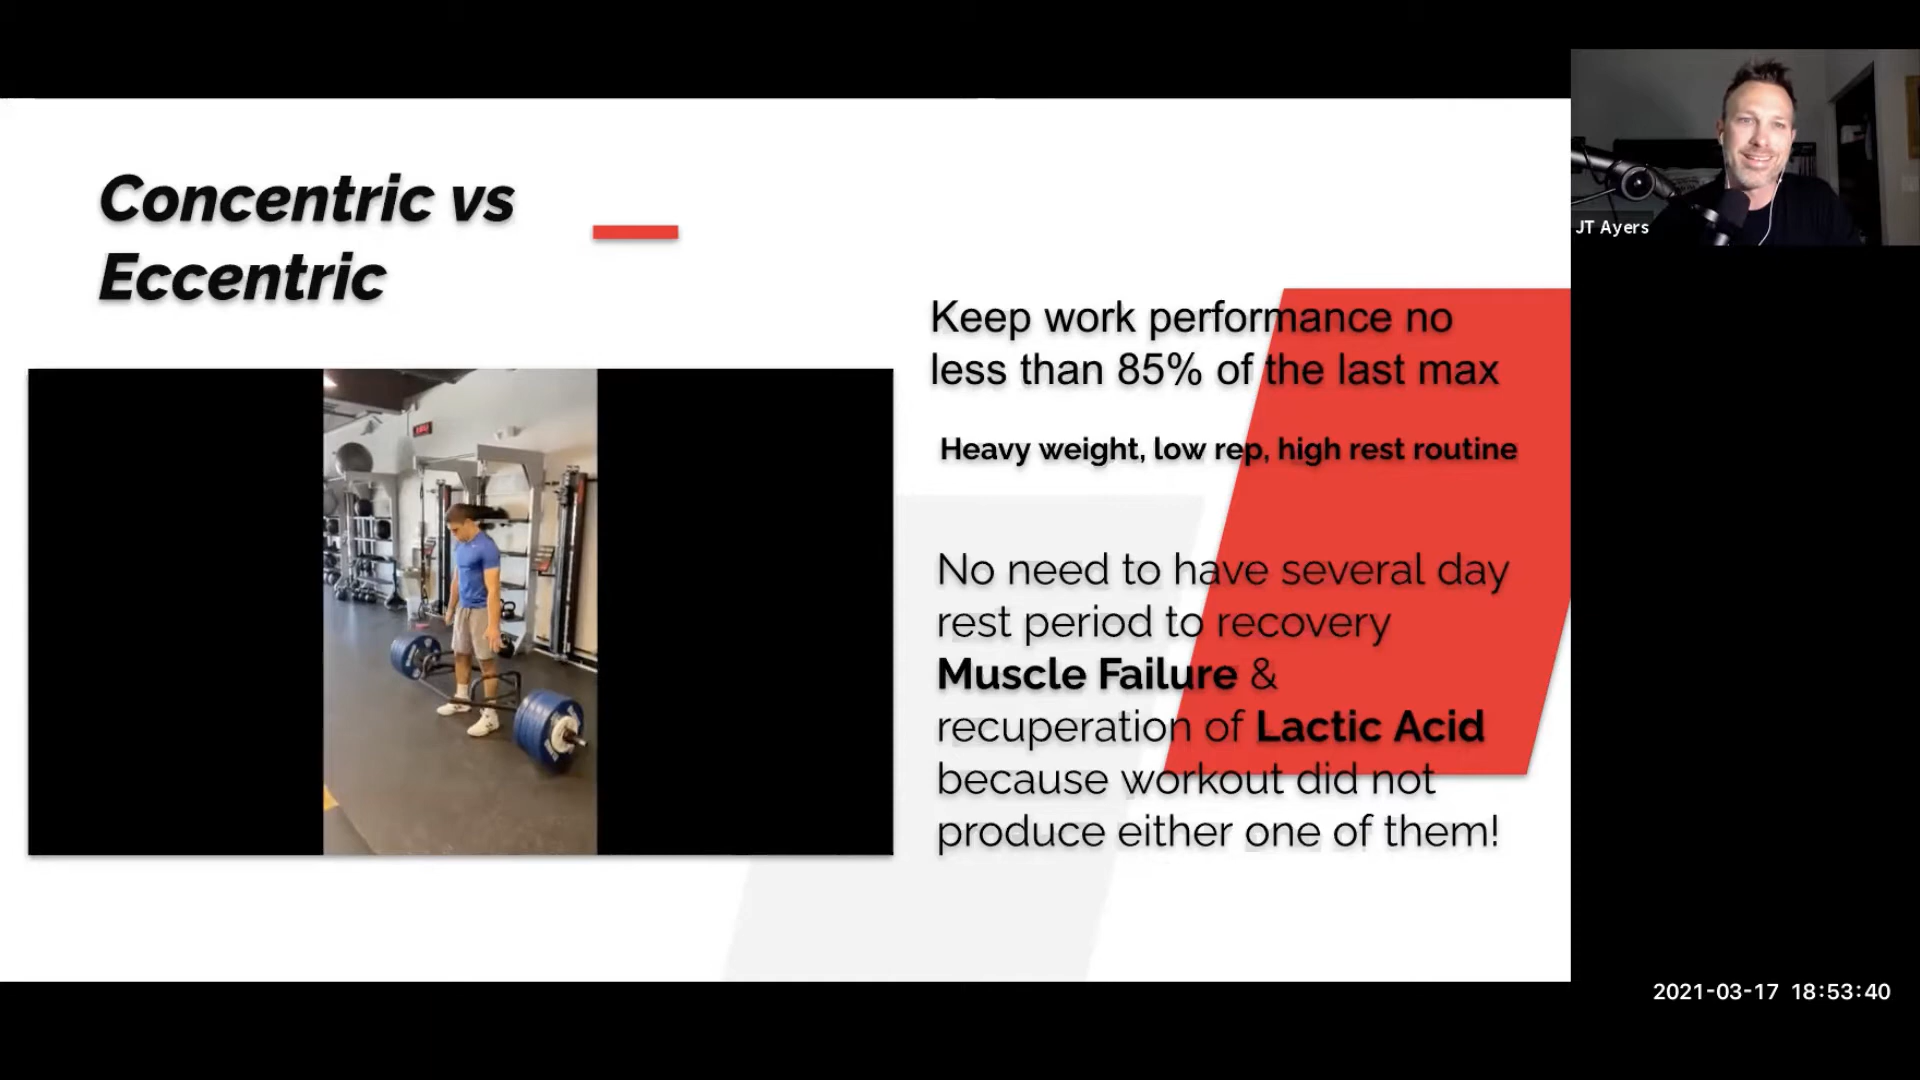 Concentric vs
Eccentric
Keep work performance no
less than 85% of the last max
Heavy weight, low rep, high rest routine
No need to have several day
rest period to recovery
Muscle Failure &
recuperation of Lactic Acid
because workout did not
produce either one of them!
JT Ayers
2021-03-17 18:53:40